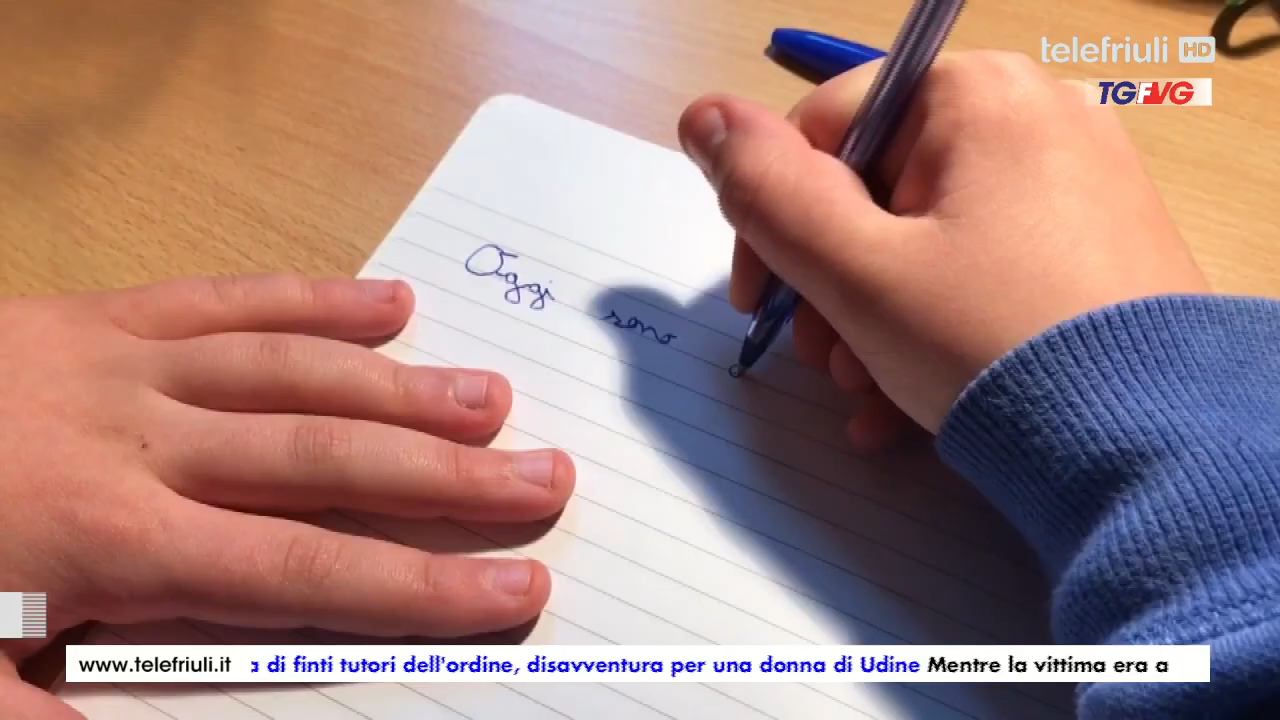 telefriuli HD
TGFVG
Oggi sono
www.telefriuli.it a di finti tutori dell'ordine, disavventura per una donna di Udine Mentre la vittima era a